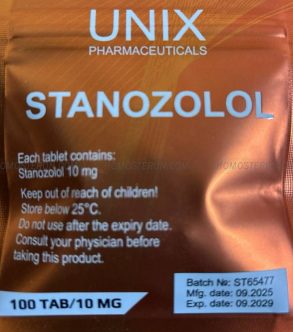 UNIX
PHARMACEUTICALS
STANOZOLOL
Each tablet contains:
Stanozolol 10 mg
Keep out of reach of children!
Store below 25°C.
Do not use after the expiry date.
Consult your physician before
taking this product.
Batch №: ST65477
Mfg. date: 09.2025
Exp. date: 09.2029
100 TAB/10 MG